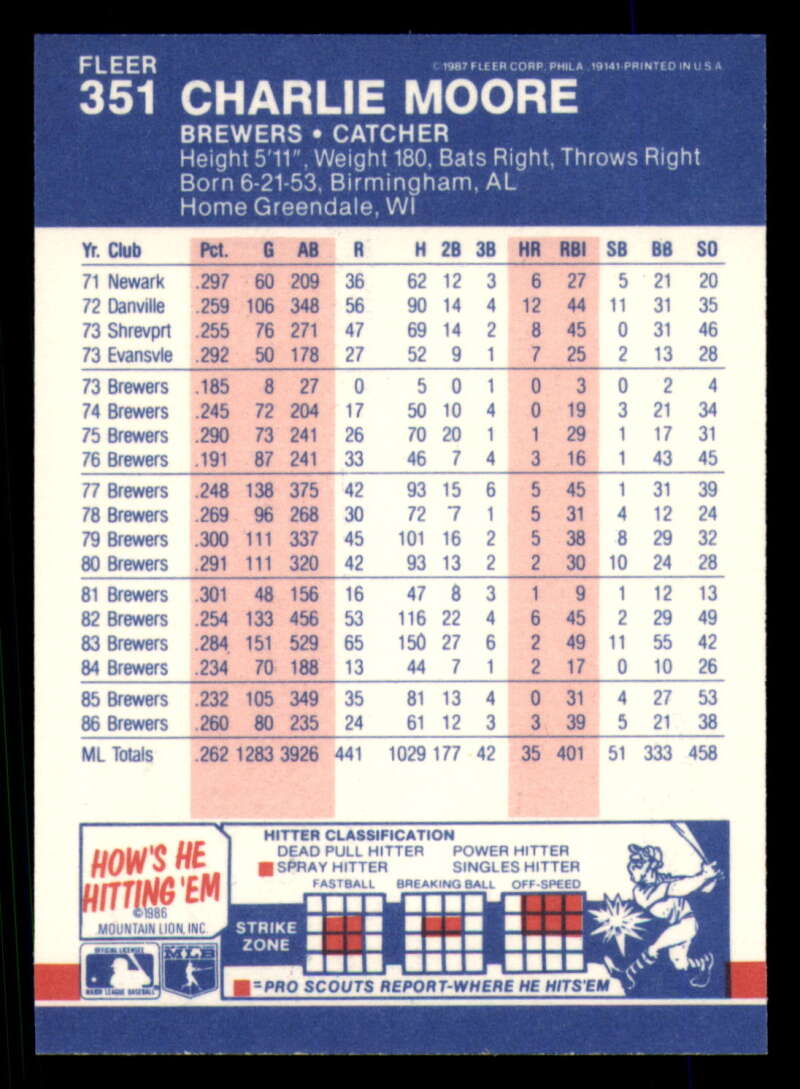 FLEER
©1987 FLEER CORP., PHILA., 19141-PRINTED IN U.S.A.
351 CHARLIE MOORE
BREWERS • CATCHER
Height 5'11", Weight 180, Bats Right, Throws Right
Born 6-21-53, Birmingham, AL
Home Greendale, WI
Yr. Club Pct. G AB R H 2B 3B HR RBI SB BB SO
71 Newark .297 60 209 36 62 12 3 6 27 5 21 20
72 Danville .259 106 348 56 90 14 4 12 44 11 31 35
73 Shrevprt .255 76 271 47 69 14 2 8 45 0 31 46
73 Evansvle .292 50 178 27 52 9 1 7 25 2 13 28
73 Brewers .185 8 27 0 5 0 1 0 3 0 2 4
74 Brewers .245 72 204 17 50 10 4 0 19 3 21 34
75 Brewers .290 73 241 26 70 20 1 1 29 1 17 31
76 Brewers .191 87 241 33 46 7 4 3 16 1 43 45
77 Brewers .248 138 375 42 93 15 6 5 45 1 31 39
78 Brewers .269 96 268 30 72 7 1 5 31 4 12 24
79 Brewers .300 111 337 45 101 16 2 5 38 8 29 32
80 Brewers .291 111 320 42 93 13 2 2 30 10 24 28
81 Brewers .301 48 156 16 47 8 3 1 9 1 12 13
82 Brewers .254 133 456 53 116 22 4 6 45 2 29 49
83 Brewers .284 151 529 65 150 27 6 2 49 11 55 42
84 Brewers .234 70 188 13 44 7 1 2 17 0 10 26
85 Brewers .232 105 349 35 81 13 4 0 31 4 27 53
86 Brewers .260 80 235 24 61 12 3 3 39 5 21 38
ML Totals .262 1283 3926 441 1029 177 42 35 401 51 333 458
HOW'S HE
HITTING 'EM
©1986
MOUNTAIN LION, INC.
HITTER CLASSIFICATION
DEAD PULL HITTER POWER HITTER
SPRAY HITTER SINGLES HITTER
FASTBALL BREAKING BALL OFF-SPEED
STRIKE
ZONE
OFFICIAL LICENSEE
MAJOR LEAGUE BASEBALL
MLB
=PRO SCOUTS REPORT-WHERE HE HITS'EM